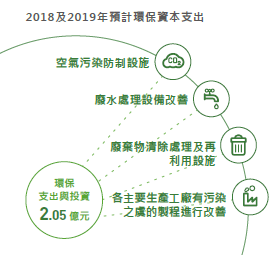 2018及2019年預計環保資本支出
空氣污染防制設施
CO₂
廢水處理設備改善
廢棄物清除處理及再
利用設施
環保
支出與投資
2.05 億元
各主要生產工廠有污染
之虞的製程進行改善